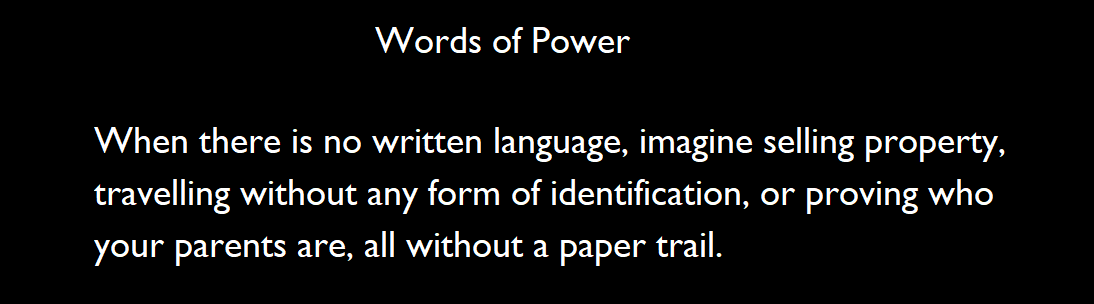 Words of Power
When there is no written language, imagine selling property,
travelling without any form of identification, or proving who
your parents are, all without a paper trail.